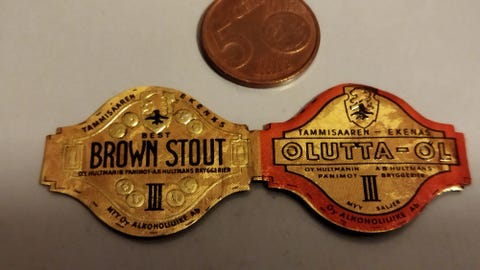 5
TAMMISAAREN EKENÄS
BEST
BROWN STOUT
OY. HULTMANIN PANIMOT-A.B HULTMANS BRYGGERIER
III
MYY OY ALKOHOLILIIKE AB
TAMMISAAREN - EKENÄS
OLUTTA-ÖL
OY. HULTMANIN A.B HULTMANS
PANIMOT BRYGGERIER
III
MYY SÄLJER
OY ALKOHOLILIIKE AB